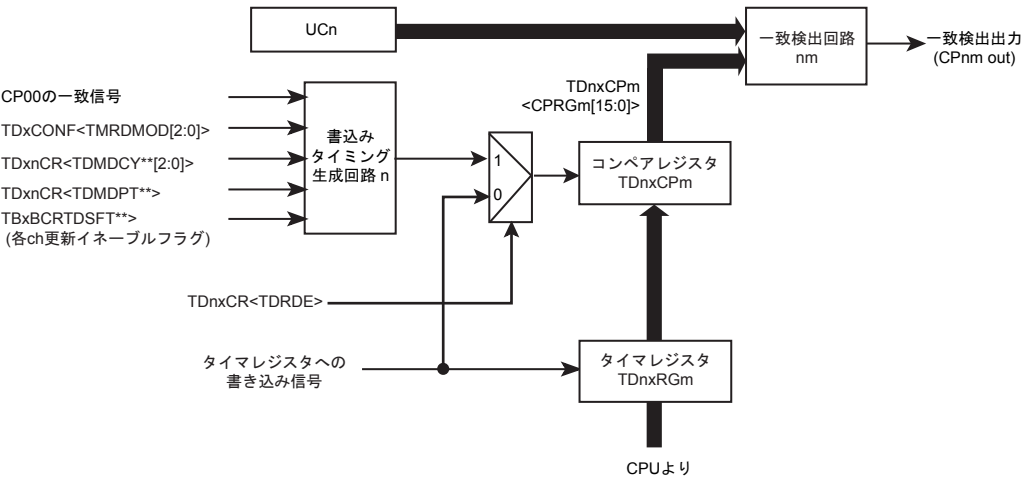 UCn
一致検出回路
nm
一致検出出力
(CPnm out)
TDnxCPm
<CPRGm[15:0]>
CP00の一致信号
TDxCONF<TMRDMOD[2:0]>
TDxnCR<TDMDCY**[2:0]>
TDxnCR<TDMDPT**>
TBxBCRTDSFT**>
(各ch更新イネーブルフラグ)
書込み
タイミング
生成回路 n
1
0
コンペアレジスタ
TDnxCPm
TDnxCR<TDRDE>
タイマレジスタへの
書き込み信号
タイマレジスタ
TDnxRGm
CPUより